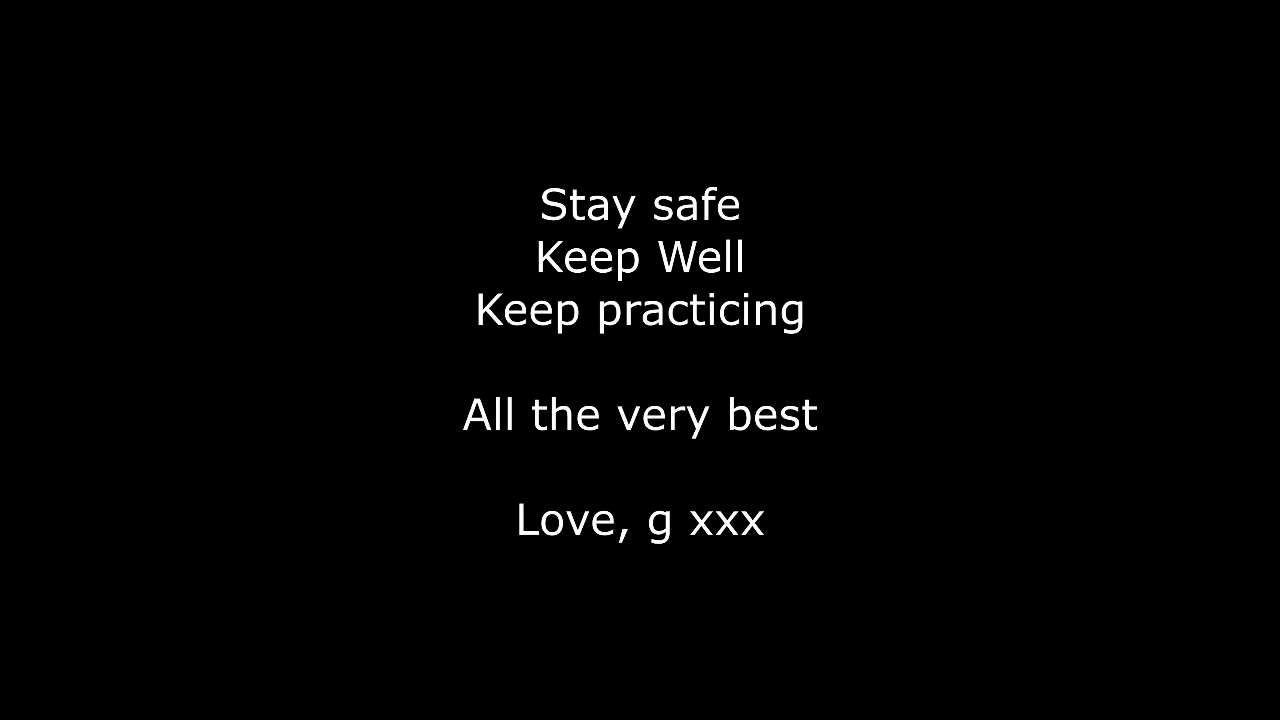 Stay safe
Keep Well
Keep practicing
All the very best
Love, g xxx